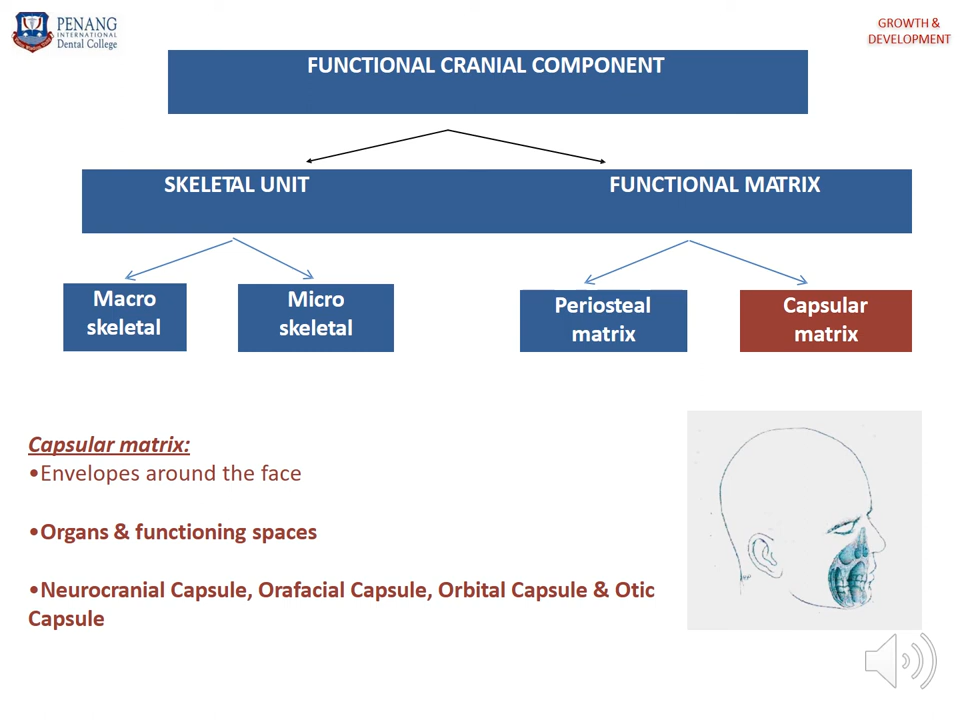 PENANG
INTERNATIONAL
Dental College
GROWTH &
DEVELOPMENT
FUNCTIONAL CRANIAL COMPONENT
SKELETAL UNIT
FUNCTIONAL MATRIX
Macro
skeletal
Micro
skeletal
Periosteal
matrix
Capsular
matrix
Capsular matrix:
•Envelopes around the face
•Organs & functioning spaces
•Neurocranial Capsule, Orafacial Capsule, Orbital Capsule & Otic
Capsule